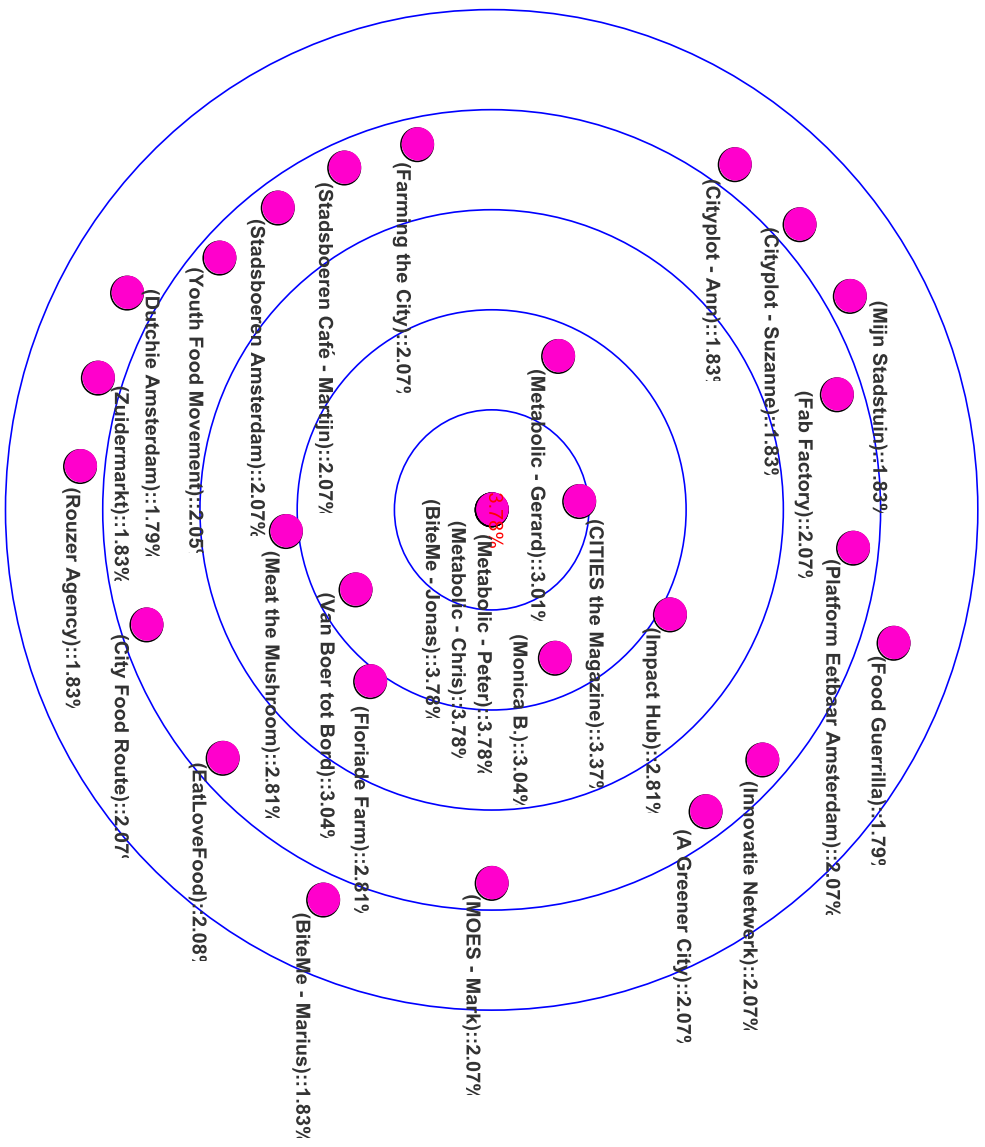 (Farming the City)::2.07%
(Stadsboeren Café - Martijn)::2.07%
(Stadsboeren Amsterdam)::2.07%
(Youth Food Movement)::2.05
(Dutchie Amsterdam)::1.79%
(Zuidermarkt)::1.83%
(Rouzer Agency)::1.83%
(City Food Route)::2.07
(EatLoveFood)::2.08%
(BiteMe - Marius)::1.83%
(MOES - Mark)::2.07%
(A Greener City)::2.07%
(Innovatie Netwerk)::2.07%
(Food Guerrilla)::1.79%
(Platform Eetbaar Amsterdam)::2.07%
(Fab Factory)::2.07%
(Mijn Stadstuin)::1.83%
(Cityplot - Suzanne)::1.83%
(Cityplot - Ann)::1.83%
(Metabolic - Gerard)::3.01%
(CITIES the Magazine)::3.37%
(Impact Hub)::2.81%
(Monica B.)::3.04%
3.78%
(Metabolic - Peter)::3.78%
(Metabolic - Chris)::3.78%
(BiteMe - Jonas)::3.78%
(Floriade Farm)::2.81%
(Van Boer tot Bord)::3.04%
(Meat the Mushroom)::2.81%